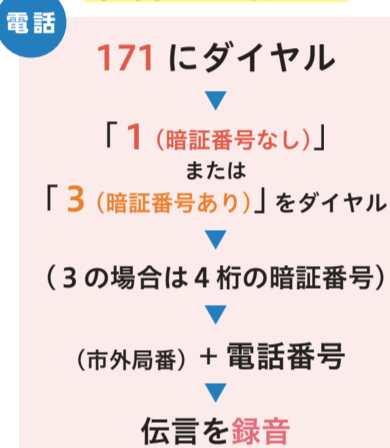 電話
171 にダイヤル
▼
「1（暗証番号なし）」
または
「3（暗証番号あり）」をダイヤル
▼
（3の場合は4桁の暗証番号）
▼
（市外局番）＋電話番号
▼
伝言を録音